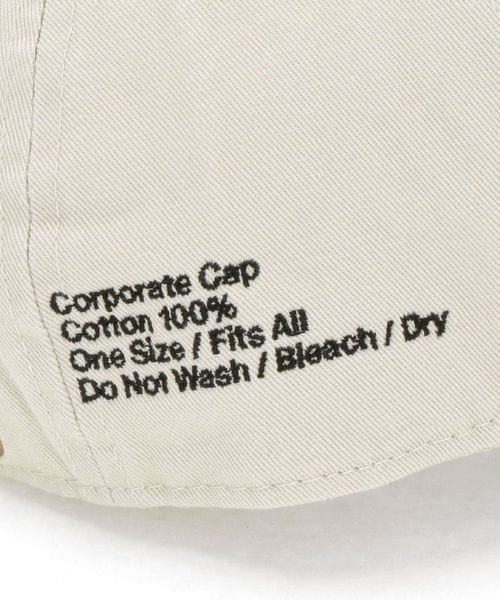 Corporate Cap
Cotton 100%
One Size / Fits All
Do Not Wash / Bleach / Dry